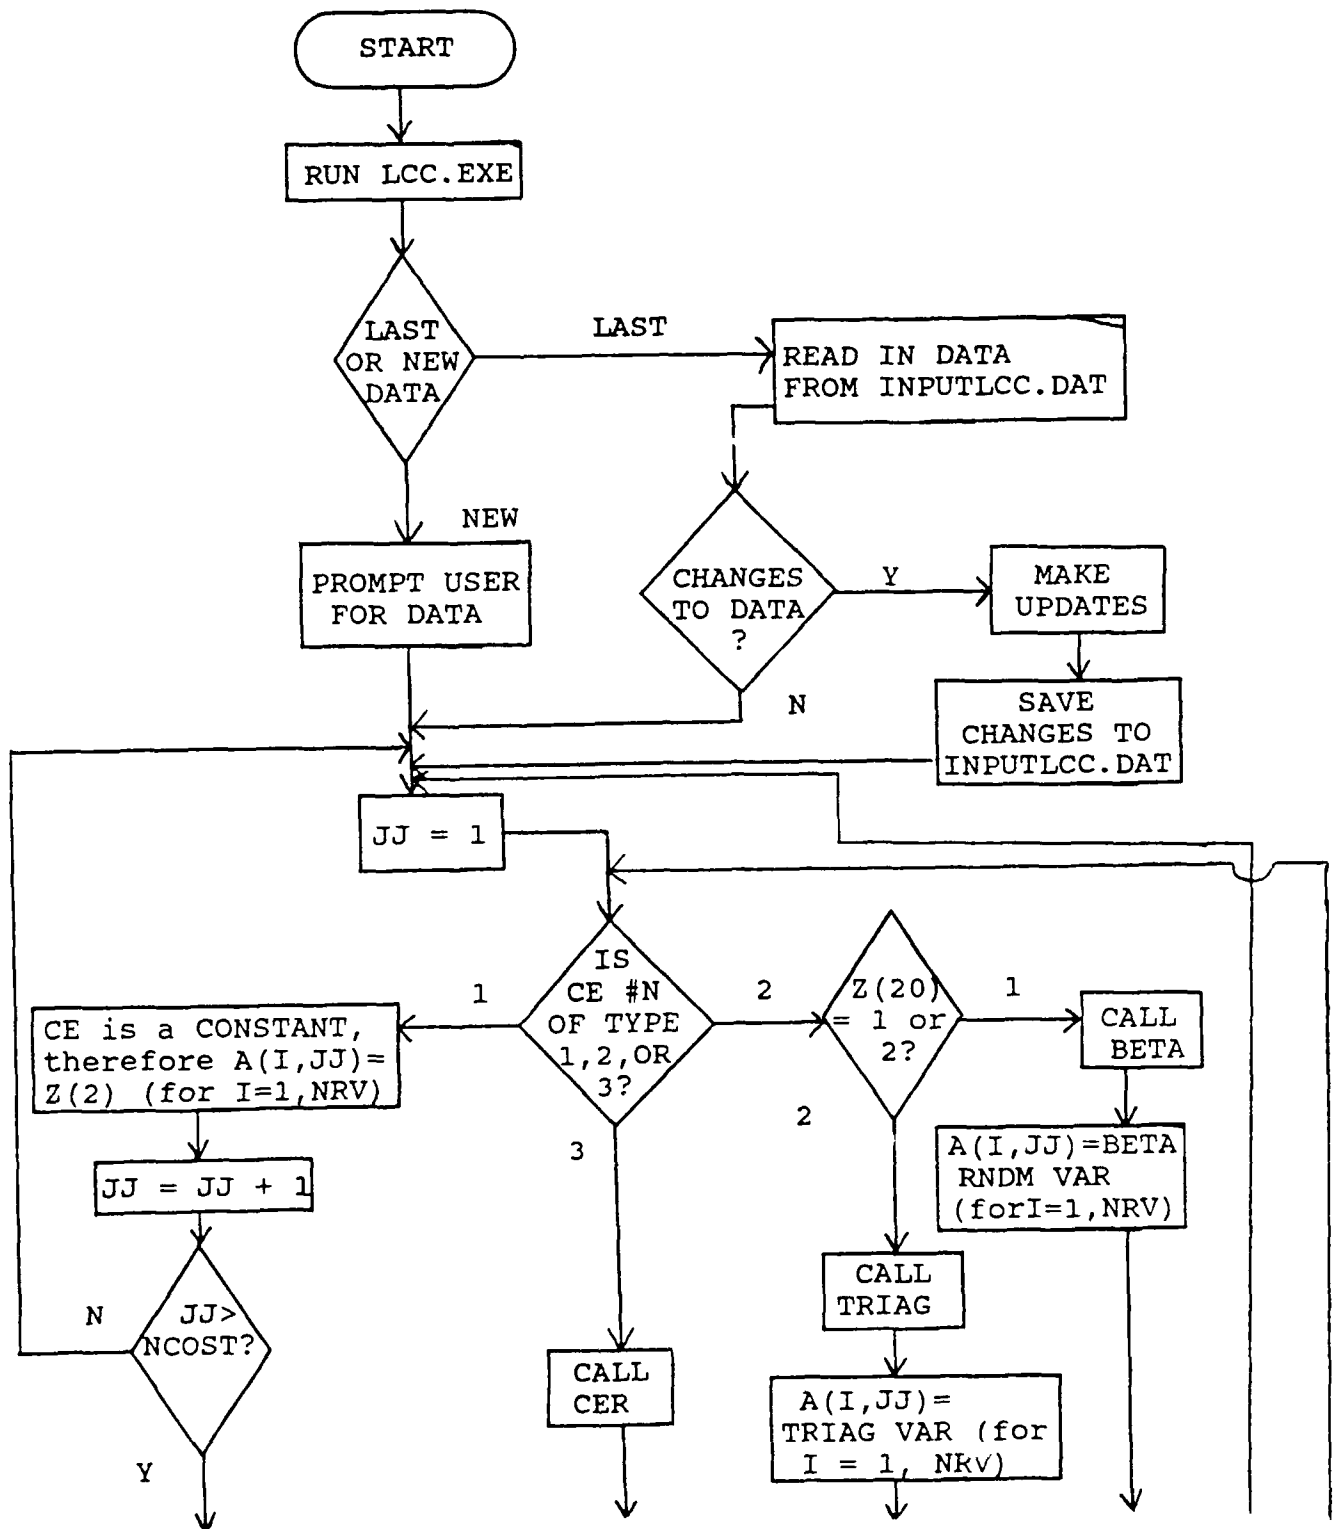 START
RUN LCC.EXE
LAST
OR NEW
DATA
LAST
READ IN DATA
FROM INPUTLCC.DAT
NEW
PROMPT USER
FOR DATA
CHANGES
TO DATA
?
Y
MAKE
UPDATES
N
SAVE
CHANGES TO
INPUTLCC.DAT
JJ = 1
IS
CE #N
OF TYPE
1,2,OR
3?
1
2
3
CE is a CONSTANT,
therefore A(I,JJ)=
Z(2) (for I=1,NRV)
JJ = JJ + 1
JJ>
NCOST?
N
Y
CALL
CER
Z(20)
= 1 or
2?
1
2
CALL
BETA
A(I,JJ)=BETA
RNDM VAR
(forI=1,NRV)
CALL
TRIAG
A(I,JJ)=
TRIAG VAR (for
I = 1, NRV)